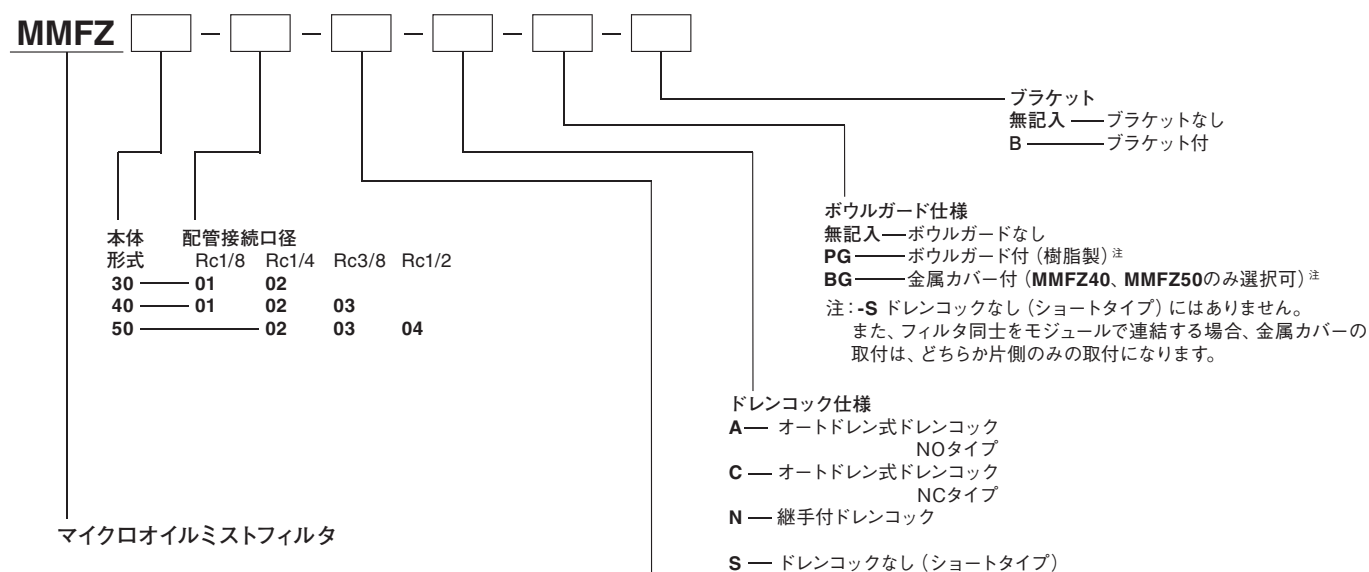 MMFZ □ − □ − □ − □ − □ − □
ブラケット
無記入 ── ブラケットなし
B ─── ブラケット付
ボウルガード仕様
無記入 ── ボウルガードなし
PG ── ボウルガード付（樹脂製）注
BG ── 金属カバー付（MMFZ40、MMFZ50のみ選択可）注
注：-S ドレンコックなし（ショートタイプ）にはありません。
また、フィルタ同士をモジュールで連結する場合、金属カバーの
取付は、どちらか片側のみの取付になります。
本体 配管接続口径
形式 Rc1/8 Rc1/4 Rc3/8 Rc1/2
30 ── 01 02
40 ── 01 02 03
50 ── 02 03 04
ドレンコック仕様
A ── オートドレン式ドレンコック
NOタイプ
C ── オートドレン式ドレンコック
NCタイプ
N ── 継手付ドレンコック
S ── ドレンコックなし（ショートタイプ）
マイクロオイルミストフィルタ